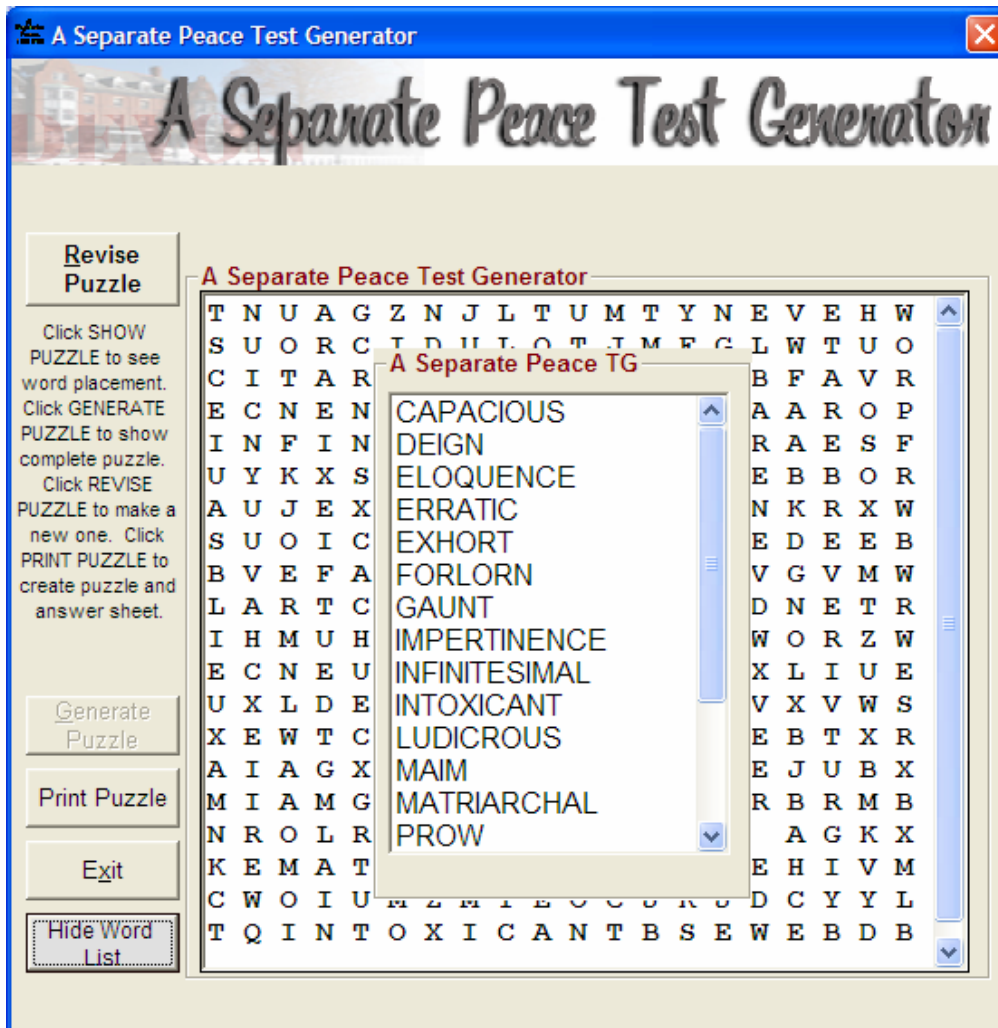 A Separate Peace Test Generator
A Separate Peace Test Generator
Revise
Puzzle
Click SHOW
PUZZLE to see
word placement.
Click GENERATE
PUZZLE to show
complete puzzle.
Click REVISE
PUZZLE to make a
new one. Click
PRINT PUZZLE to
create puzzle and
answer sheet.
Generate
Puzzle
Print Puzzle
Exit
Hide Word
List
A Separate Peace Test Generator
T N U A G Z N J L T U M T Y N E V E H W
S U O R C I D U L O T J M F G L W T U O
C I T A R B F A V R
E C N E N A A R O P
I N F I N R A E S F
U Y K X S E B B O R
A U J E X N K R X W
S U O I C E D E E B
B V E F A V G V M W
L A R T C D N E T R
I H M U H W O R Z W
E C N E U X L I U E
U X L D E V X V W S
X E W T C E B T X R
A I A G X E J U B X
M I A M G R B R M B
N R O L R A G K X
K E M A T E H I V M
C W O I U M Z M I E O C U R U D C Y Y L
T Q I N T O X I C A N T B S E W E B D B
A Separate Peace TG
CAPACIOUS
DEIGN
ELOQUENCE
ERRATIC
EXHORT
FORLORN
GAUNT
IMPERTINENCE
INFINITESIMAL
INTOXICANT
LUDICROUS
MAIM
MATRIARCHAL
PROW